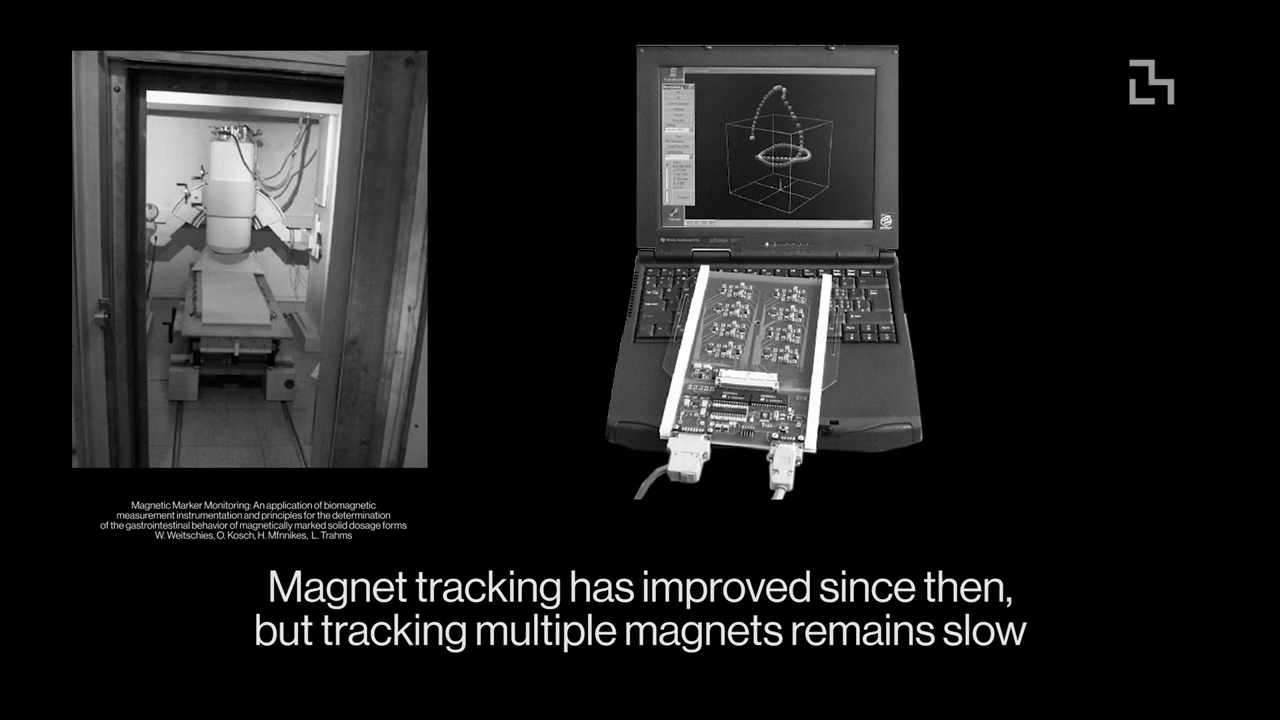 Magnetic Marker Monitoring: An application of biomagnetic
measurement instrumentation and principles for the determination
of the gastrointestinal behavior of magnetically marked solid dosage forms
W. Weitschies, O. Kosch, H. Mfnnikes, L. Trahms
Magnet tracking has improved since then,
but tracking multiple magnets remains slow